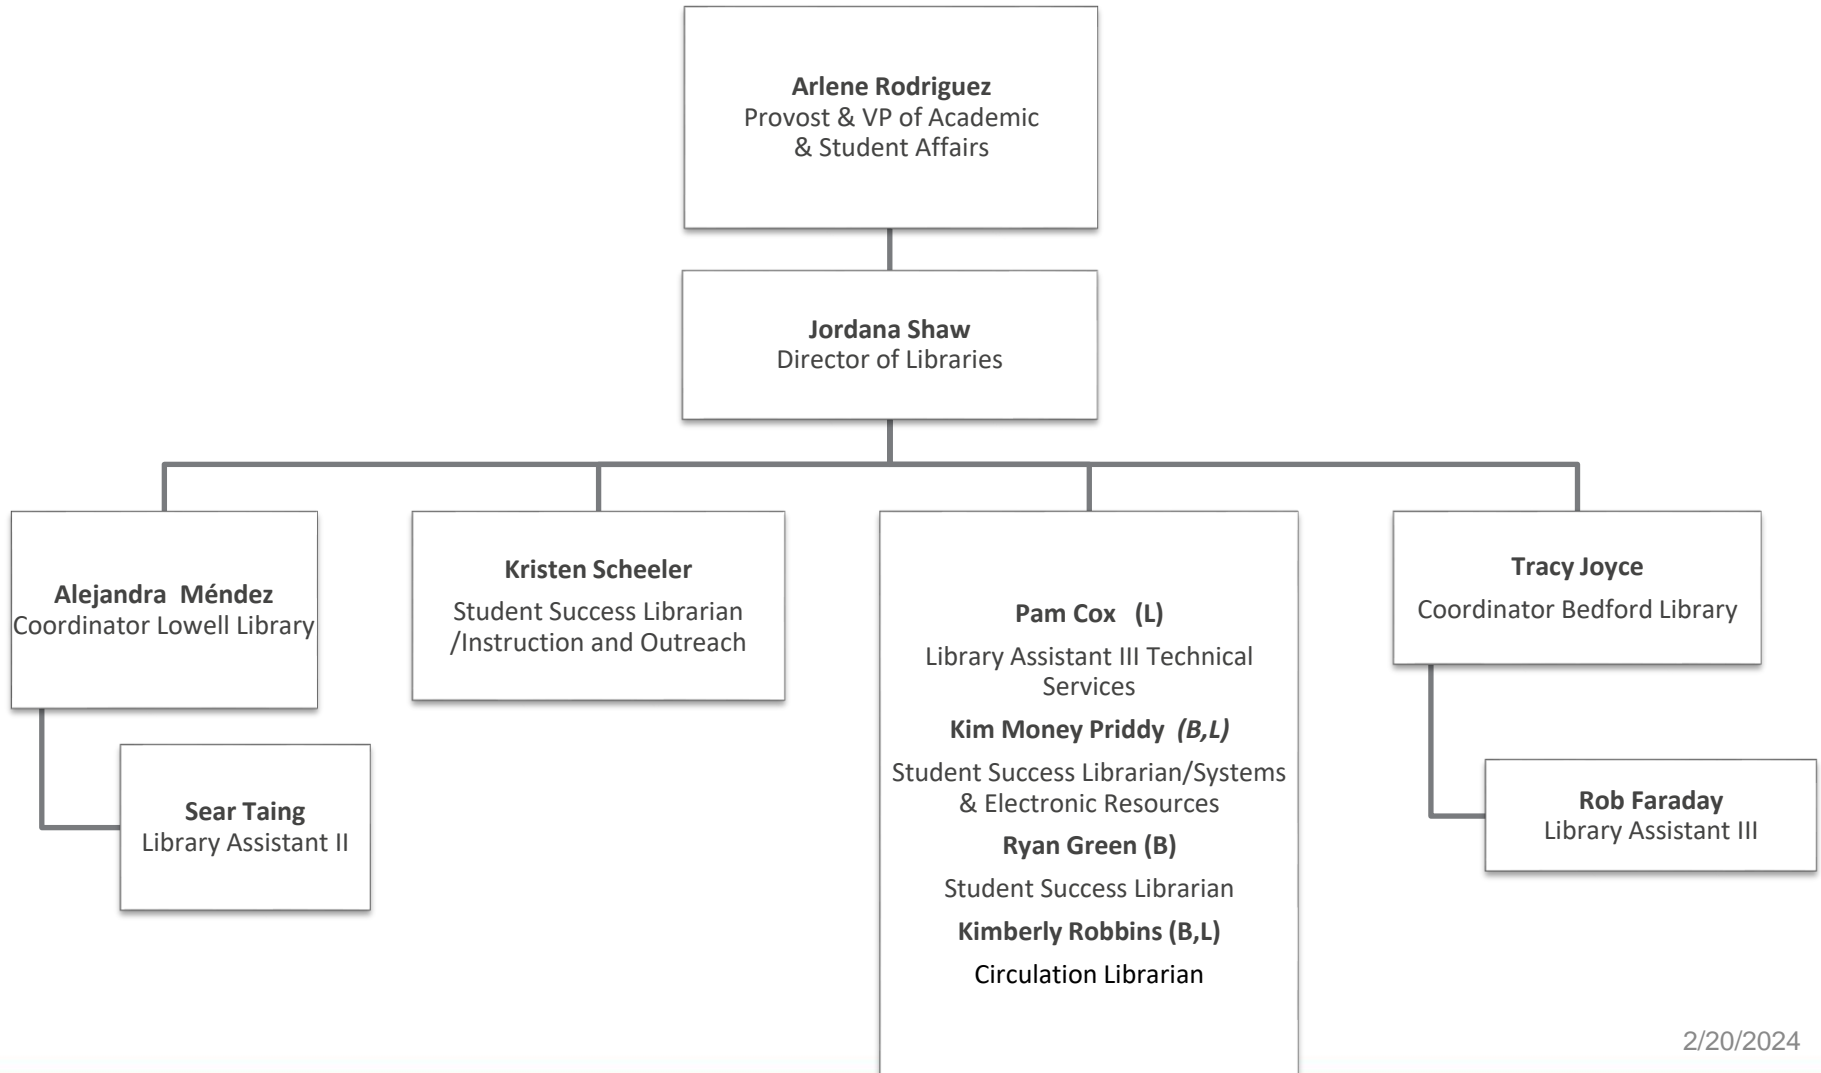 Arlene Rodriguez
Provost & VP of Academic
& Student Affairs
Jordana Shaw
Director of Libraries
Alejandra  Méndez
Coordinator Lowell Library
Sear Taing
Library Assistant II
Kristen Scheeler
Student Success Librarian
/Instruction and Outreach
Pam Cox   (L)
Library Assistant III Technical
Services
Kim Money Priddy  (B,L)
Student Success Librarian/Systems
& Electronic Resources
Ryan Green (B)
Student Success Librarian
Kimberly Robbins (B,L)
Circulation Librarian
Tracy Joyce
Coordinator Bedford Library
Rob Faraday
Library Assistant III
2/20/2024